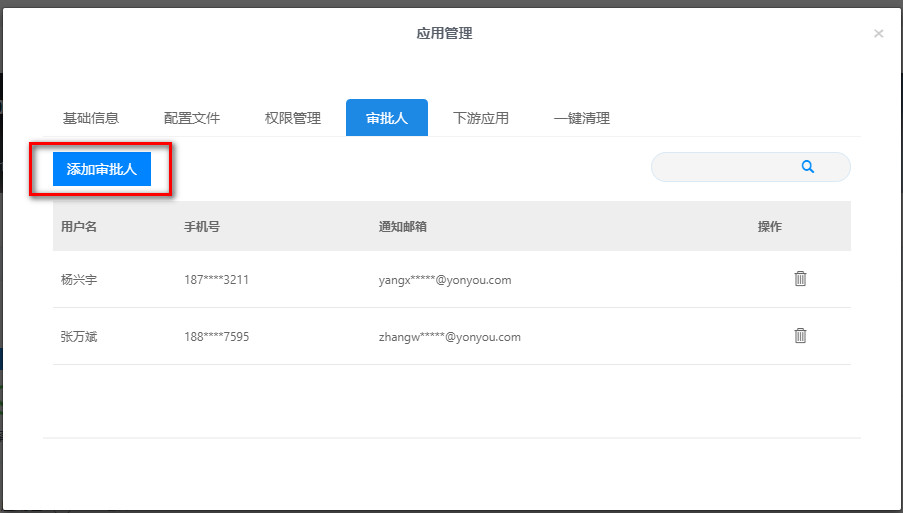 应用管理
×
基础信息 配置文件 权限管理 审批人 下游应用 一键清理
添加审批人
用户名 手机号 通知邮箱 操作
杨兴宇 187****3211 yangx*****@yonyou.com
张万斌 188****7595 zhangw*****@yonyou.com